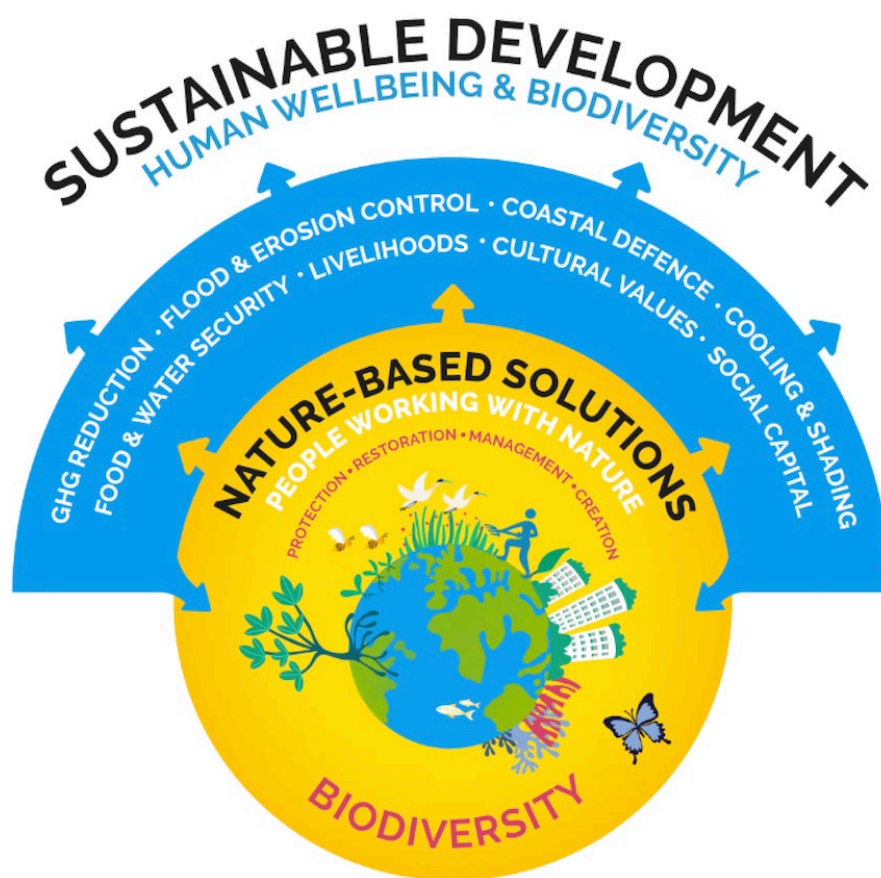 SUSTAINABLE DEVELOPMENT
HUMAN WELLBEING & BIODIVERSITY
GHG REDUCTION · FLOOD & EROSION CONTROL · COASTAL DEFENCE · COOLING & SHADING
FOOD & WATER SECURITY · LIVELIHOODS · CULTURAL VALUES · SOCIAL CAPITAL
NATURE-BASED SOLUTIONS
PEOPLE WORKING WITH NATURE
PROTECTION • RESTORATION • MANAGEMENT • CREATION
BIODIVERSITY